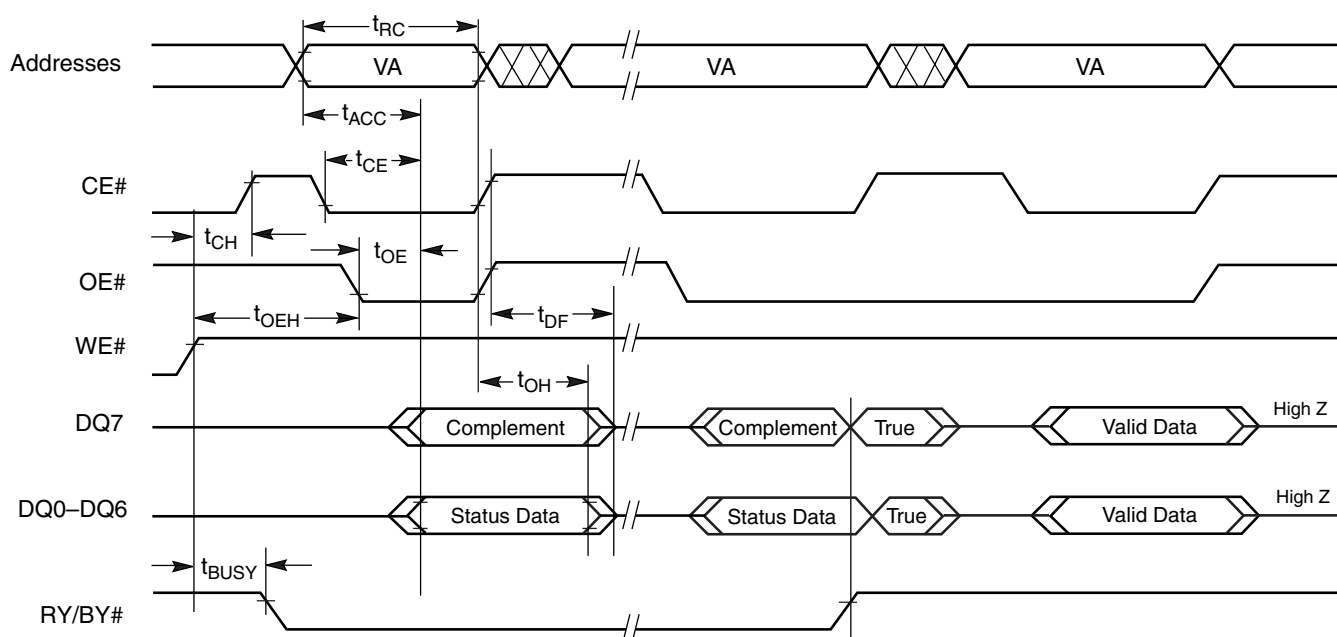 tRC
Addresses VA VA VA
tACC
tCE
CE#
tCH tOE
OE#
tOEH tDF
WE#
tOH
DQ7 Complement Complement True Valid Data High Z
DQ0–DQ6 Status Data Status Data True Valid Data High Z
tBUSY
RY/BY#